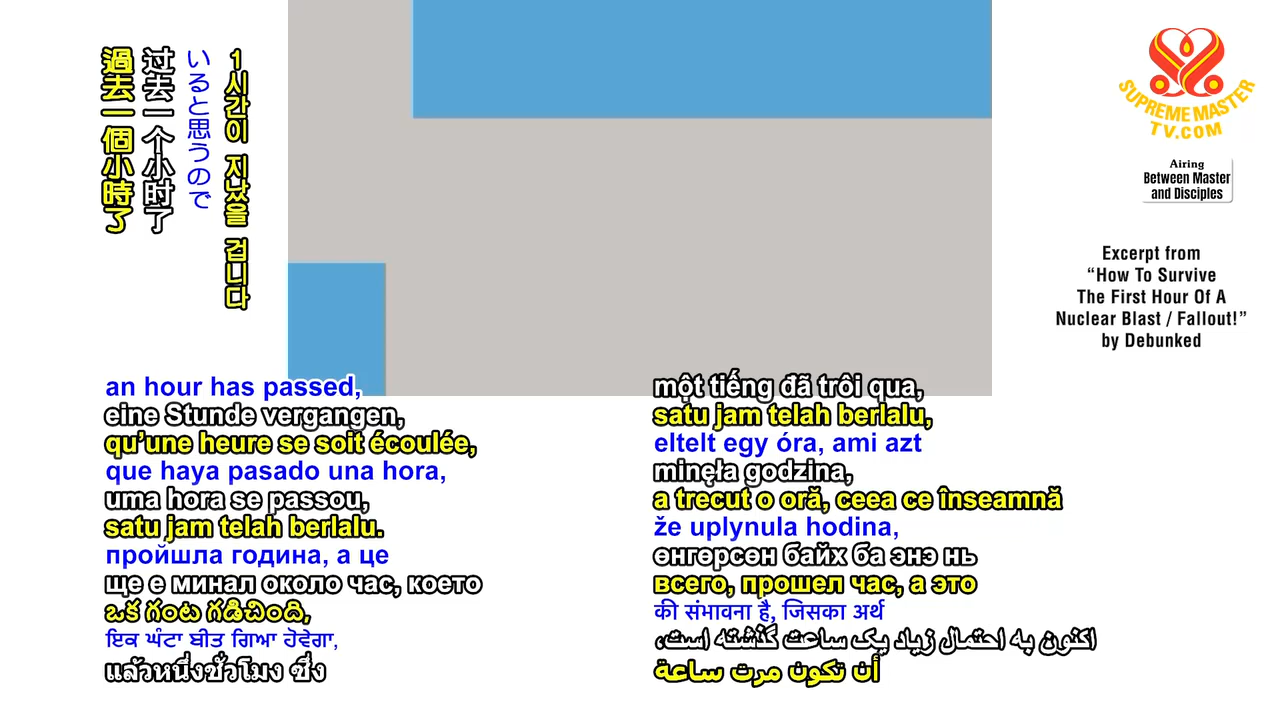 過去一個小時了
过去一个小时了
いると思うので
1시간이 지났을 겁니다
SUPREME MASTER
TV.COM
Airing
Between Master
and Disciples
Excerpt from
“How To Survive
The First Hour Of A
Nuclear Blast / Fallout!”
by Debunked
an hour has passed,
eine Stunde vergangen,
qu’une heure se soit écoulée,
que haya pasado una hora,
uma hora se passou,
satu jam telah berlalu.
пройшла година, а це
ще е минал около час, което
ఒక గంట గడిచింది,
ਇਕ ਘੰਟਾ ਬੀਤ ਗਿਆ ਹੋਵੇਗਾ,
แล้วหนึ่งชั่วโมง ซึ่ง
một tiếng đã trôi qua,
satu jam telah berlalu,
eltelt egy óra, ami azt
minęła godzina,
a trecut o oră, ceea ce înseamnă
že uplynula hodina,
өнгөрсөн байх ба энэ нь
всего, прошел час, а это
की संभावना है, जिसका अर्थ
اکنون به احتمال زیاد یک ساعت گذشته است،
أن تكون مرت ساعة